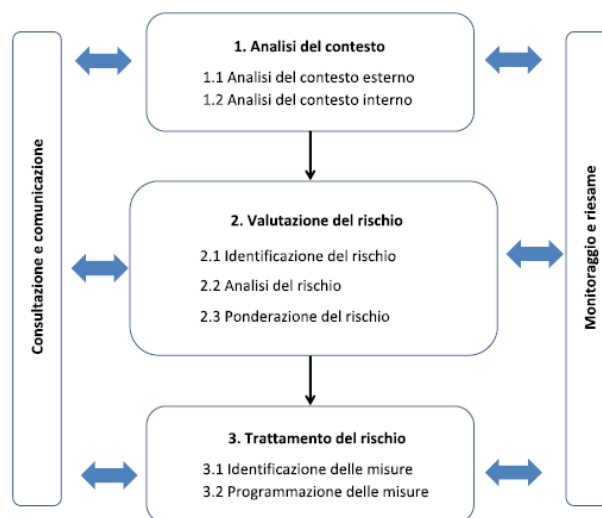 1. Analisi del contesto
1.1 Analisi del contesto esterno
1.2 Analisi del contesto interno
2. Valutazione del rischio
2.1 Identificazione del rischio
2.2 Analisi del rischio
2.3 Ponderazione del rischio
3. Trattamento del rischio
3.1 Identificazione delle misure
3.2 Programmazione delle misure
Consultazione e comunicazione
Monitoraggio e riesame